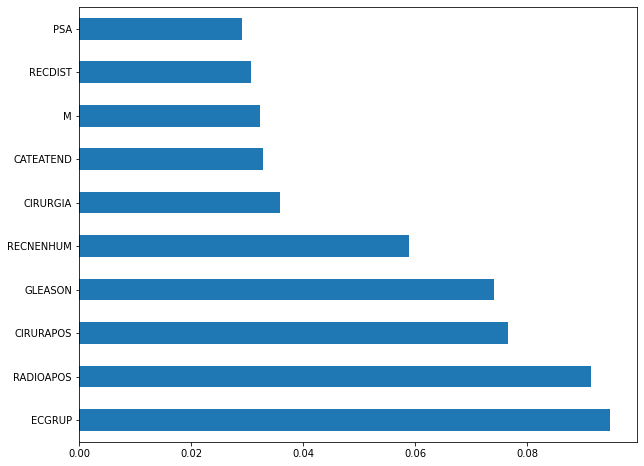 PSA
RECDIST
M
CATEATEND
CIRURGIA
RECNENHUM
GLEASON
CIRURAPOS
RADIOAPOS
ECGRUP
0.00 0.02 0.04 0.06 0.08